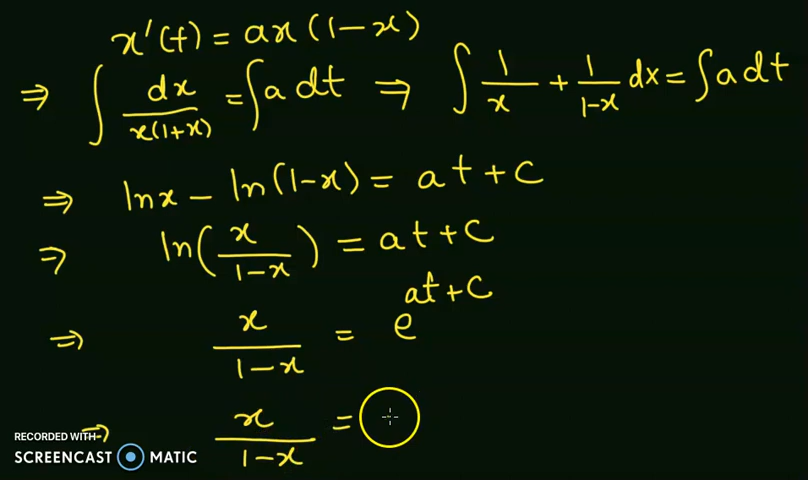 x'(t) = ax(1-x)
⇒ ∫ dx/x(1+x) = ∫ a dt ⇒ ∫ 1/x + 1/1-x dx = ∫ a dt
⇒ ln x - ln(1-x) = at + c
⇒ ln(x/1-x) = at + c
⇒ x/1-x = e^at+c
⇒ x/1-x =
RECORDED WITH
SCREENCAST MATIC